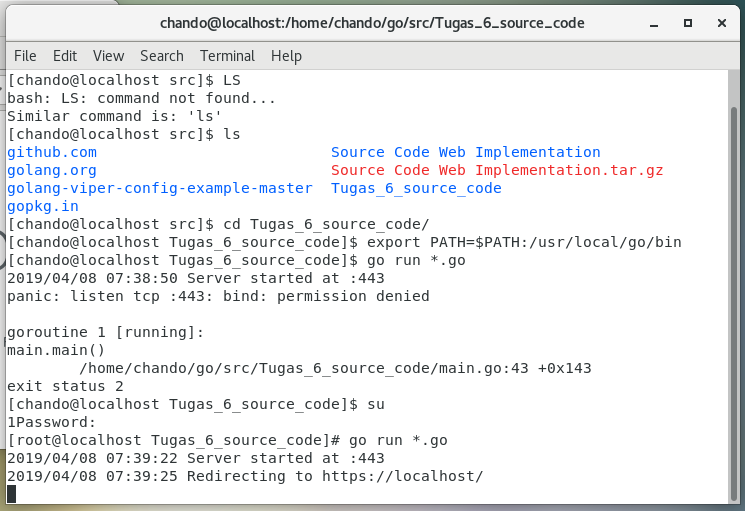 chando@localhost:/home/chando/go/src/Tugas_6_source_code
File Edit View Search Terminal Help
[chando@localhost src]$ LS
bash: LS: command not found...
Similar command is: 'ls'
[chando@localhost src]$ ls
github.com                          Source Code Web Implementation
golang.org                          Source Code Web Implementation.tar.gz
golang-viper-config-example-master  Tugas_6_source_code
gopkg.in
[chando@localhost src]$ cd Tugas_6_source_code/
[chando@localhost Tugas_6_source_code]$ export PATH=$PATH:/usr/local/go/bin
[chando@localhost Tugas_6_source_code]$ go run *.go
2019/04/08 07:38:50 Server started at :443
panic: listen tcp :443: bind: permission denied

goroutine 1 [running]:
main.main()
        /home/chando/go/src/Tugas_6_source_code/main.go:43 +0x143
exit status 2
[chando@localhost Tugas_6_source_code]$ su
1Password:
[root@localhost Tugas_6_source_code]# go run *.go
2019/04/08 07:39:22 Server started at :443
2019/04/08 07:39:25 Redirecting to https://localhost/